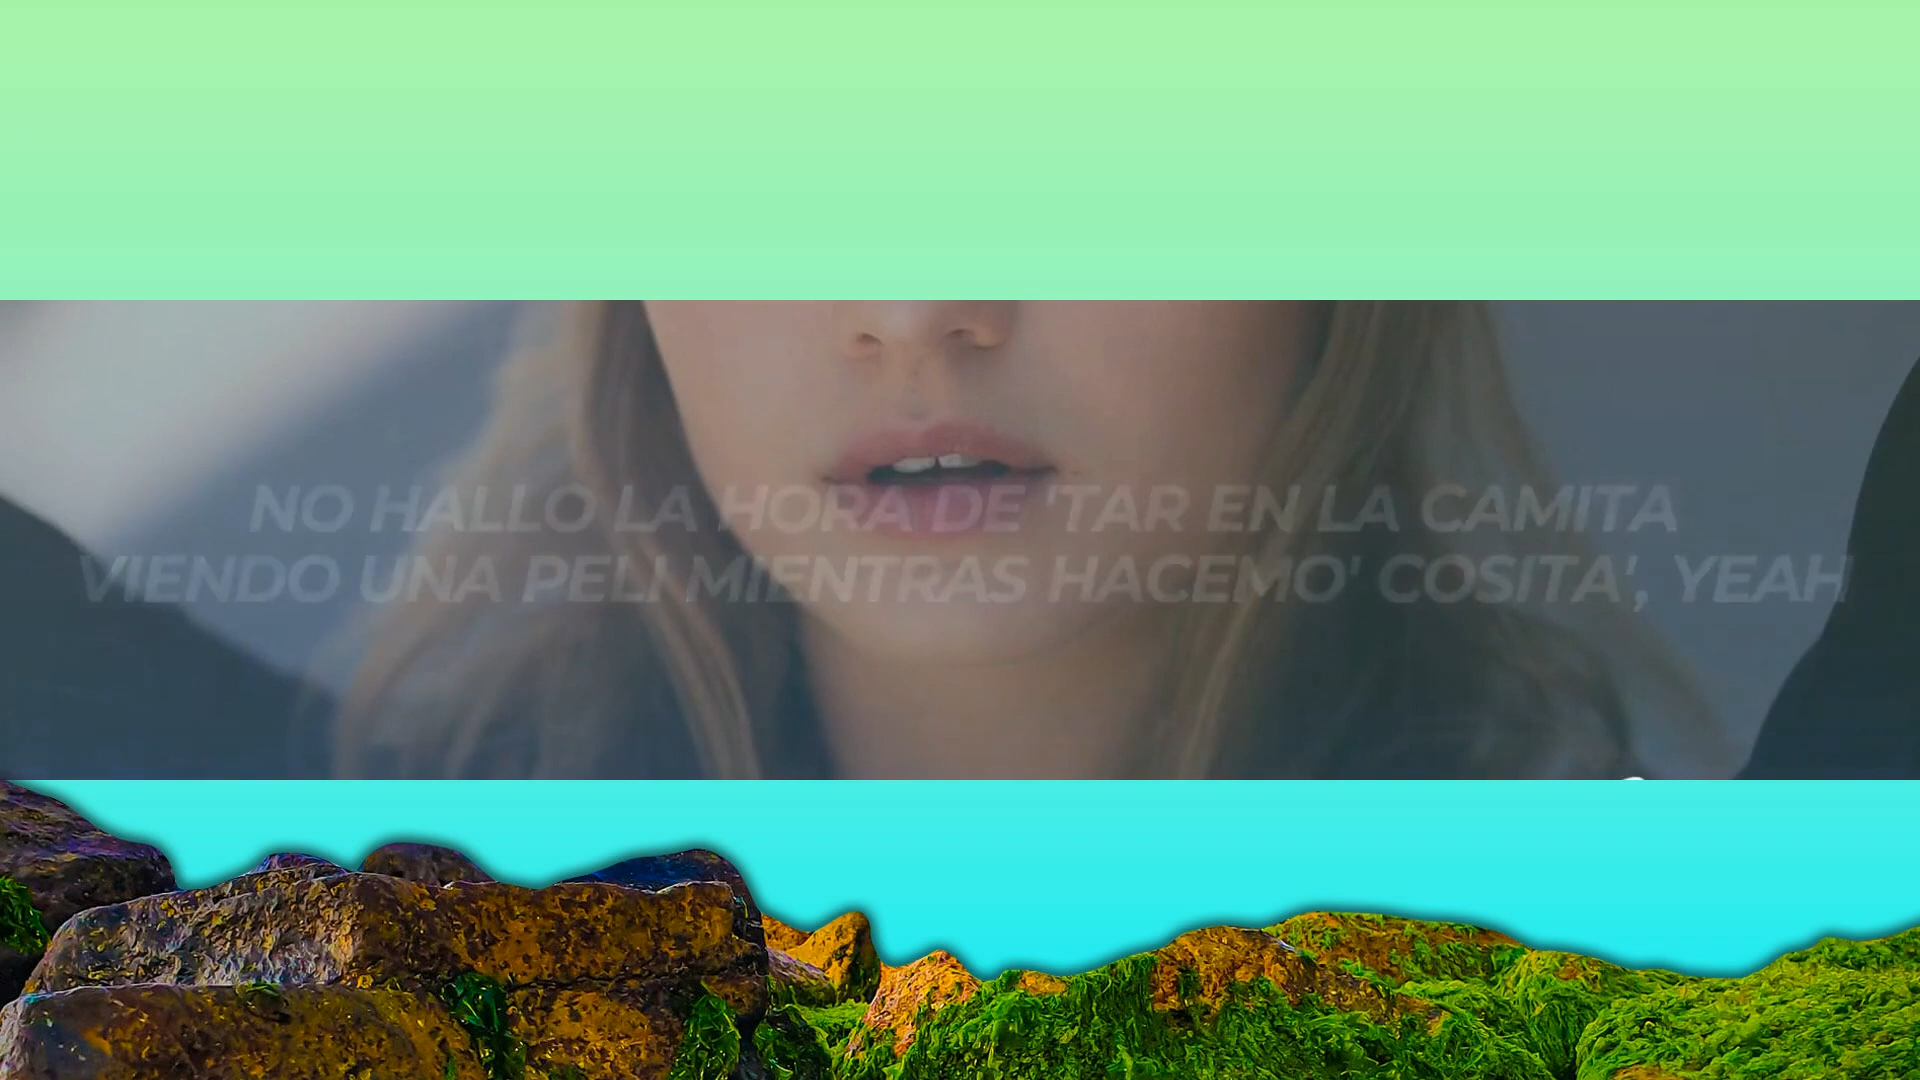 NO HALLO LA HORA DE 'TAR EN LA CAMITA
VIENDO UNA PELI MIENTRAS HACEMO' COSITA', YEAH